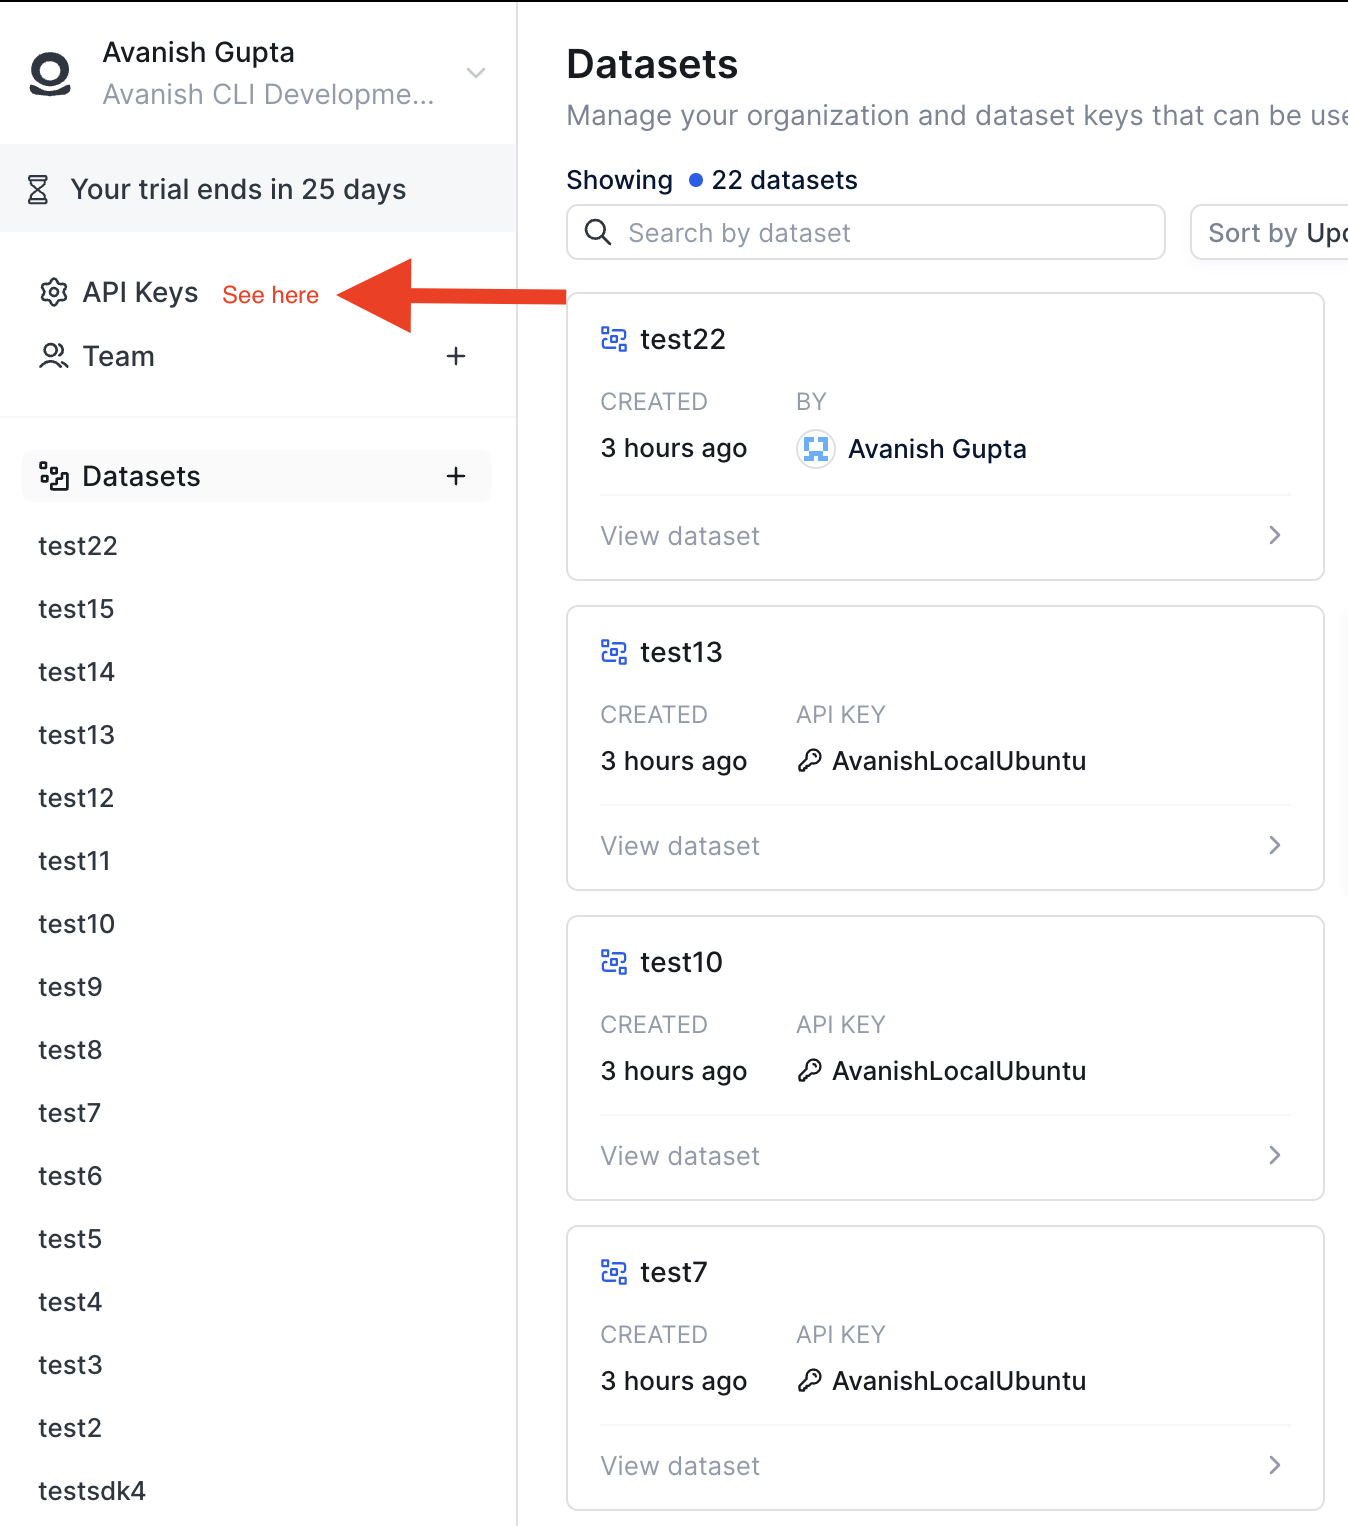 Avanish Gupta
Avanish CLI Developme...
Your trial ends in 25 days
API Keys See here
Team +
Datasets +
test22
test15
test14
test13
test12
test11
test10
test9
test8
test7
test6
test5
test4
test3
test2
testsdk4
Datasets
Manage your organization and dataset keys that can be use
Showing 22 datasets
Search by dataset
Sort by Upd
test22
CREATED BY
3 hours ago Avanish Gupta
View dataset
test13
CREATED API KEY
3 hours ago AvanishLocalUbuntu
View dataset
test10
CREATED API KEY
3 hours ago AvanishLocalUbuntu
View dataset
test7
CREATED API KEY
3 hours ago AvanishLocalUbuntu
View dataset